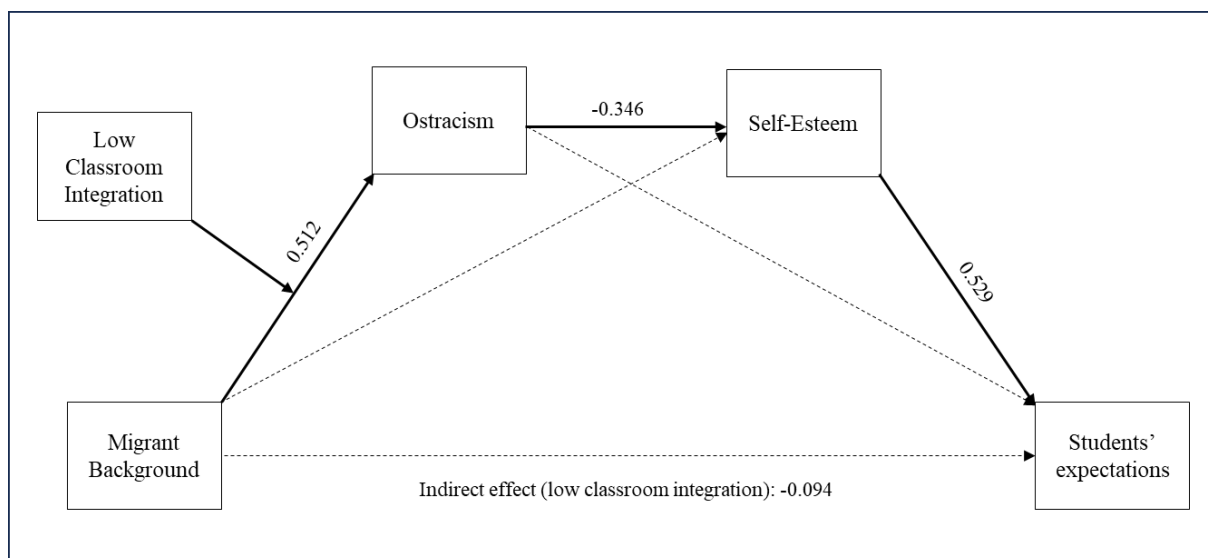 Low
Classroom
Integration
Ostracism
-0.346
Self-Esteem
0.512
0.529
Migrant
Background
Students’
expectations
Indirect effect (low classroom integration): -0.094